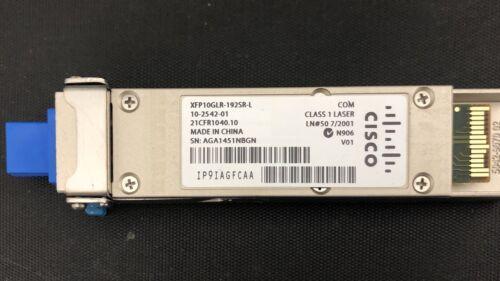 XFP10GLR-192SR-L
10-2542-01
21CFR1040.10
MADE IN CHINA
SN: AGA1451NBGN
COM
CLASS 1 LASER
LN#50 7/2001
N906
V01
CISCO
IP9IAGFCAA